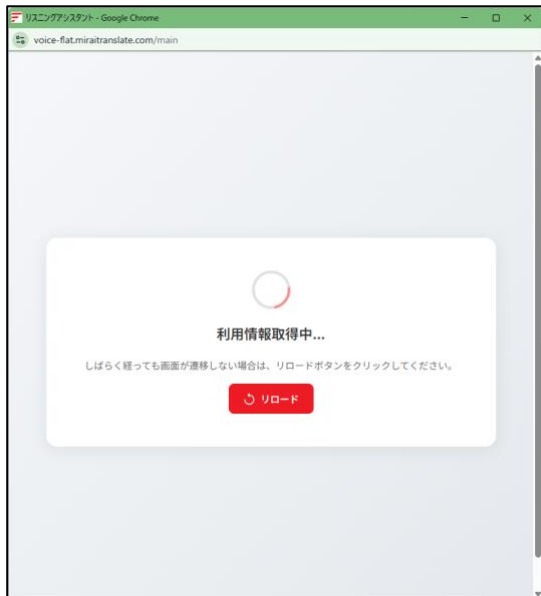 リスニングアシスタント - Google Chrome
voice-flat.miraitranslate.com/main
利用情報取得中...
しばらく経っても画面が遷移しない場合は、リロードボタンをクリックしてください。
リロード